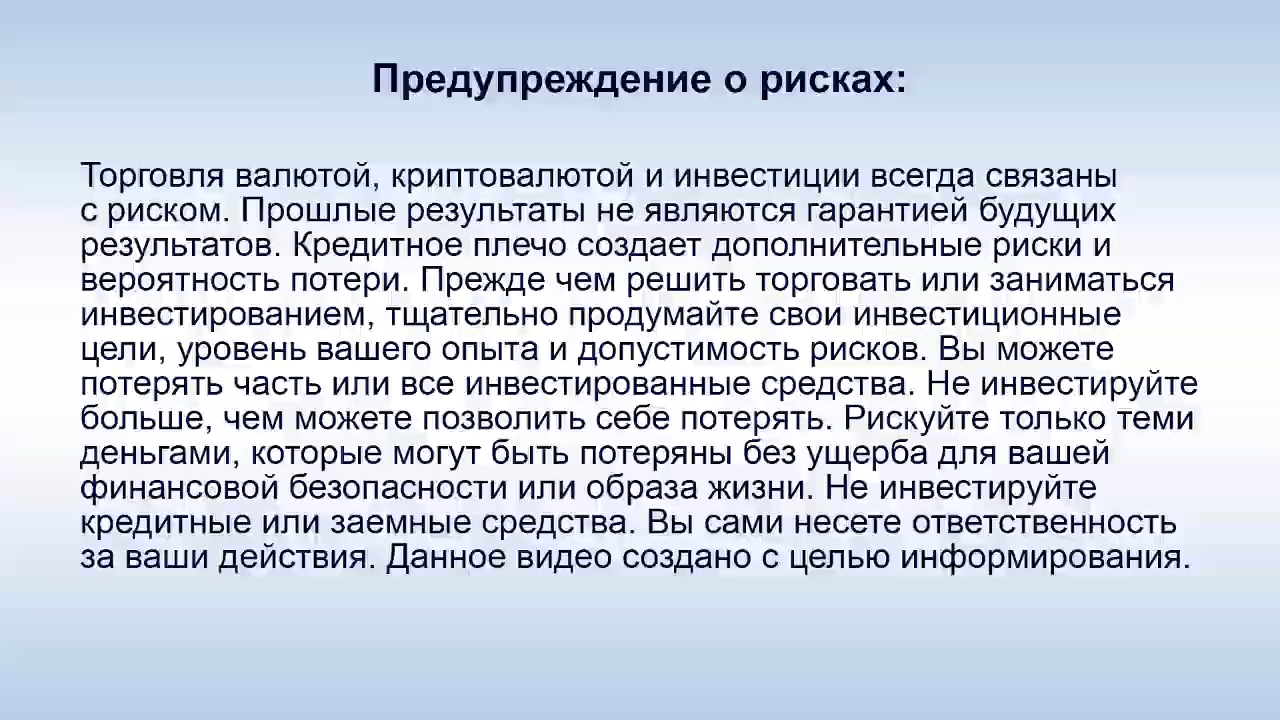 Предупреждение о рисках:
Торговля валютой, криптовалютой и инвестиции всегда связаны
с риском. Прошлые результаты не являются гарантией будущих
результатов. Кредитное плечо создает дополнительные риски и
вероятность потери. Прежде чем решить торговать или заниматься
инвестированием, тщательно продумайте свои инвестиционные
цели, уровень вашего опыта и допустимость рисков. Вы можете
потерять часть или все инвестированные средства. Не инвестируйте
больше, чем можете позволить себе потерять. Рискуйте только теми
деньгами, которые могут быть потеряны без ущерба для вашей
финансовой безопасности или образа жизни. Не инвестируйте
кредитные или заемные средства. Вы сами несете ответственность
за ваши действия. Данное видео создано с целью информирования.